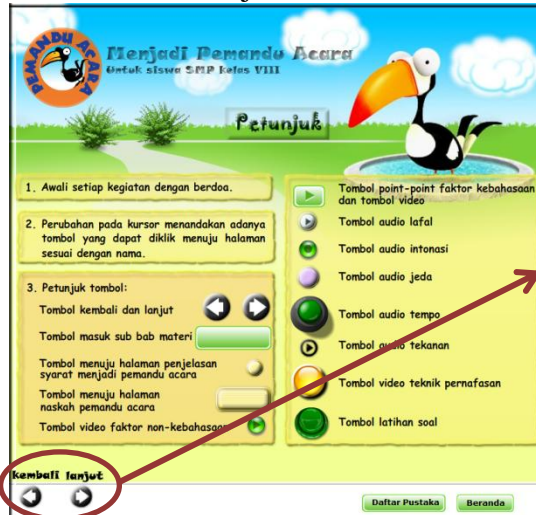 PEMANDU ACARA
Menjadi Pemandu Acara
Untuk siswa SMP kelas VIII
Petunjuk
1. Awali setiap kegiatan dengan berdoa.
2. Perubahan pada kursor menandakan adanya
tombol yang dapat diklik menuju halaman
sesuai dengan nama.
3. Petunjuk tombol:
Tombol kembali dan lanjut
Tombol masuk sub bab materi
Tombol menuju halaman penjelasan
syarat menjadi pemandu acara
Tombol menuju halaman
naskah pemandu acara
Tombol video faktor non-kebahasaan
Tombol point-point faktor kebahasaan
dan tombol video
Tombol audio lafal
Tombol audio intonasi
Tombol audio jeda
Tombol audio tempo
Tombol audio tekanan
Tombol video teknik pernafasan
Tombol latihan soal
kembali lanjut
Daftar Pustaka
Beranda